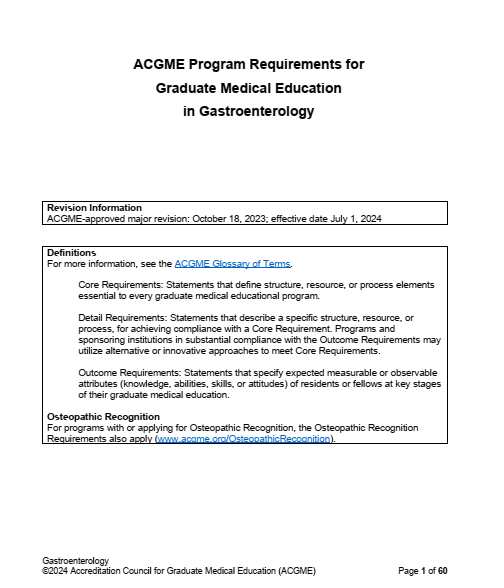 ACGME Program Requirements for
Graduate Medical Education
in Gastroenterology
Revision Information
ACGME-approved major revision: October 18, 2023; effective date July 1, 2024
Definitions
For more information, see the ACGME Glossary of Terms.
Core Requirements: Statements that define structure, resource, or process elements
essential to every graduate medical educational program.
Detail Requirements: Statements that describe a specific structure, resource, or
process, for achieving compliance with a Core Requirement. Programs and
sponsoring institutions in substantial compliance with the Outcome Requirements may
utilize alternative or innovative approaches to meet Core Requirements.
Outcome Requirements: Statements that specify expected measurable or observable
attributes (knowledge, abilities, skills, or attitudes) of residents or fellows at key stages
of their graduate medical education.
Osteopathic Recognition
For programs with or applying for Osteopathic Recognition, the Osteopathic Recognition
Requirements also apply (www.acgme.org/OsteopathicRecognition).
Gastroenterology
©2024 Accreditation Council for Graduate Medical Education (ACGME) Page 1 of 60